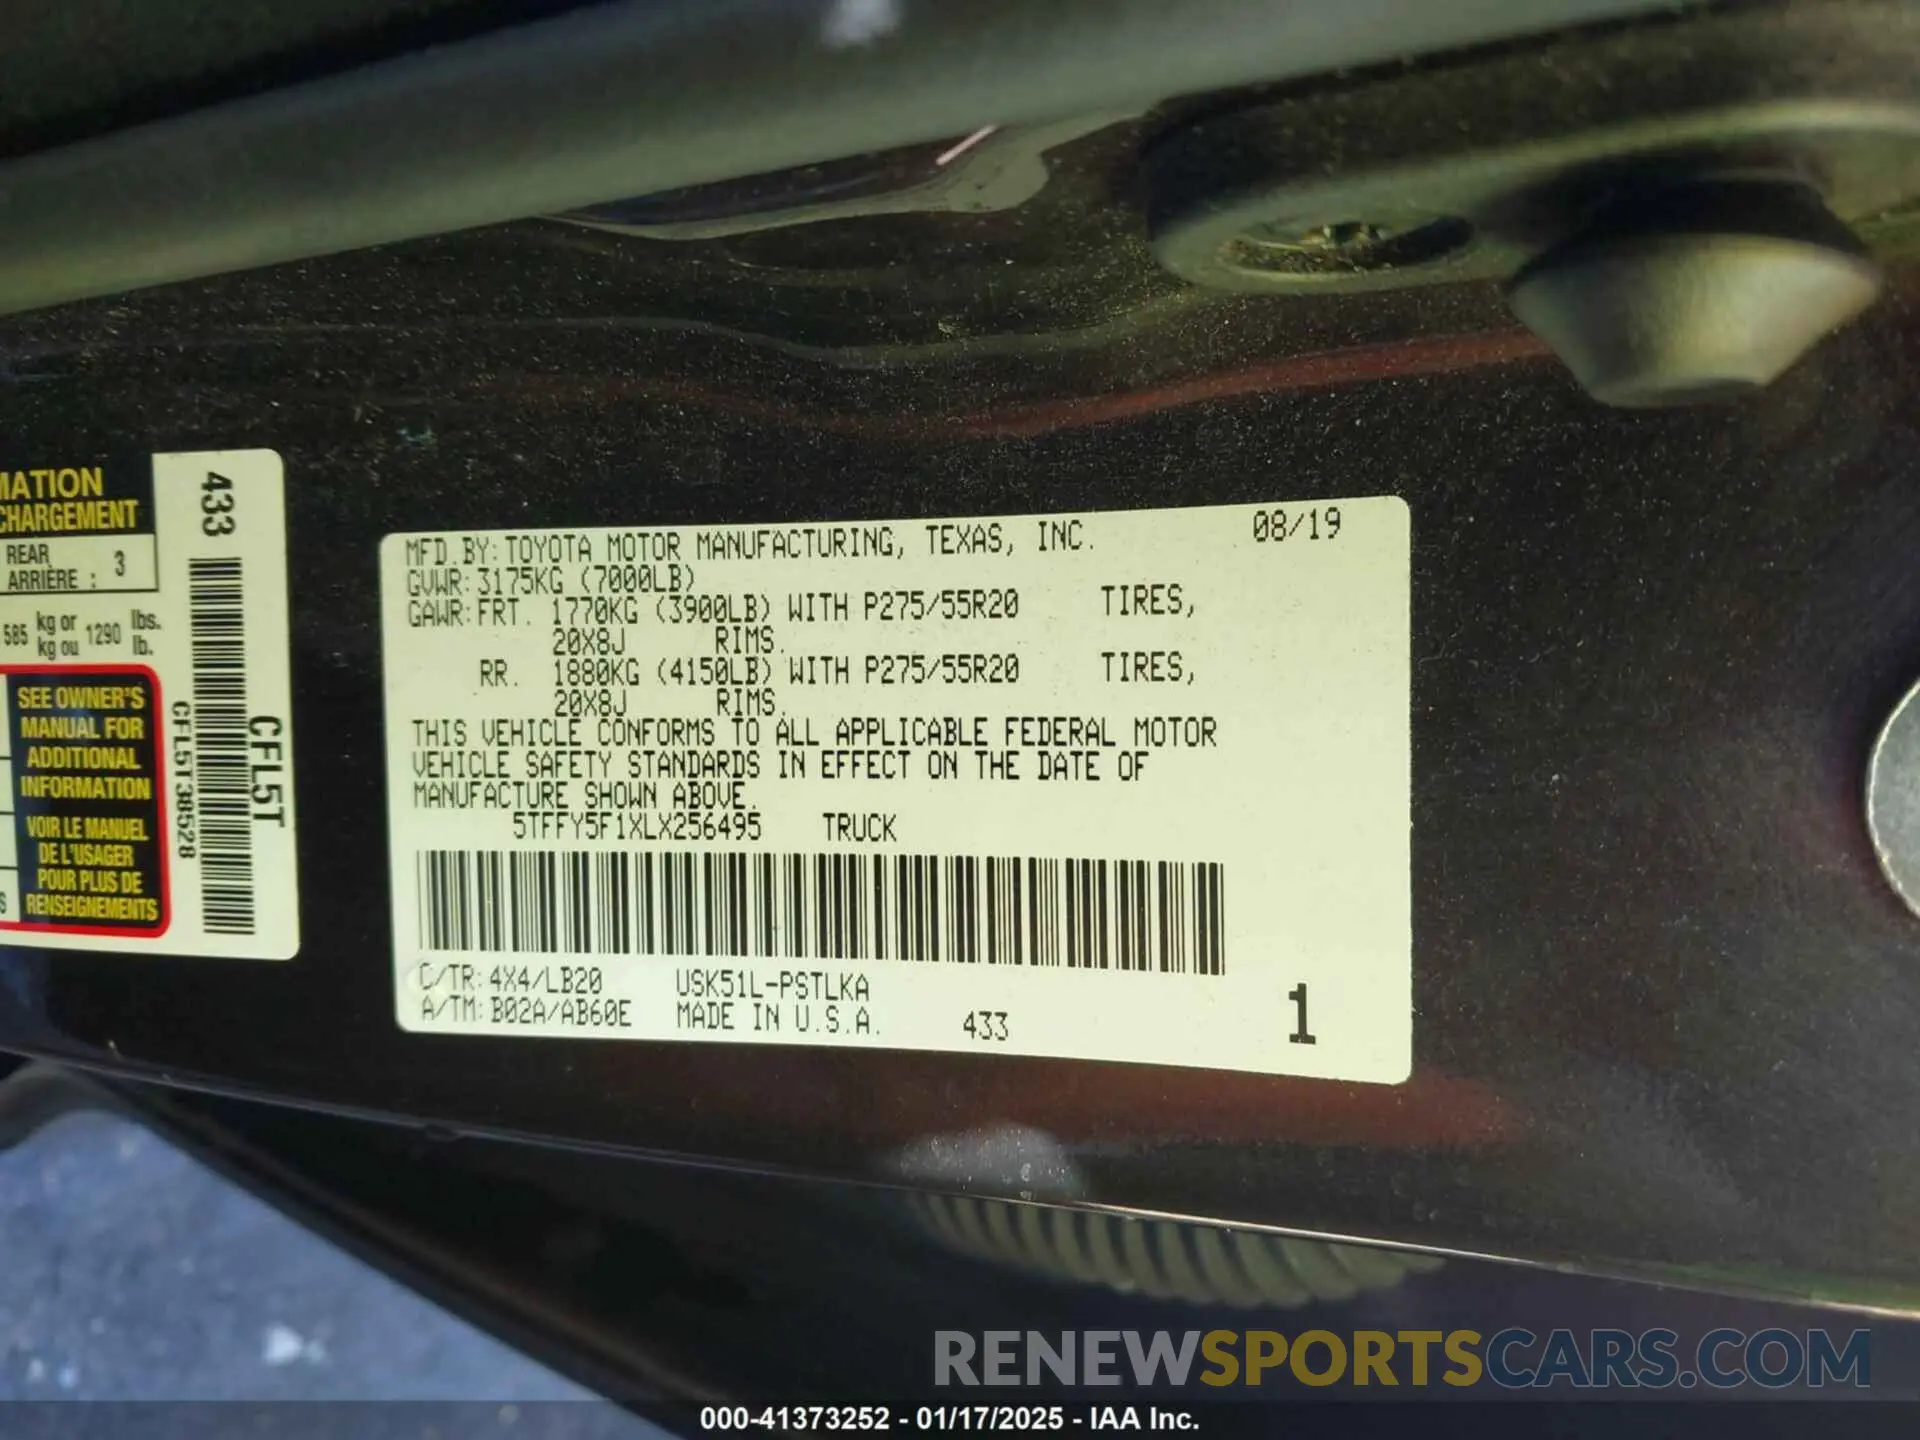 MATION
CHARGEMENT
REAR
ARRIÈRE : 3
585 kg or 1290 lbs.
kg ou lb.
SEE OWNER'S
MANUAL FOR
ADDITIONAL
INFORMATION
VOIR LE MANUEL
DE L'USAGER
POUR PLUS DE
RENSEIGNEMENTS
S
433
CFL5T38528
CFL5T
MFD.BY:TOYOTA MOTOR MANUFACTURING, TEXAS, INC. 08/19
GVWR:3175KG (7000LB)
GAWR:FRT. 1770KG (3900LB) WITH P275/55R20 TIRES,
20X8J RIMS.
RR. 1880KG (4150LB) WITH P275/55R20 TIRES,
20X8J RIMS.
THIS VEHICLE CONFORMS TO ALL APPLICABLE FEDERAL MOTOR
VEHICLE SAFETY STANDARDS IN EFFECT ON THE DATE OF
MANUFACTURE SHOWN ABOVE.
5TFFY5F1XLX256495 TRUCK
C/TR:4X4/LB20 USK51L-PSTLKA
A/TM:B02A/AB60E MADE IN U.S.A. 433 1
RENEWSPORTSCARS.COM
000-41373252 - 01/17/2025 - IAA Inc.